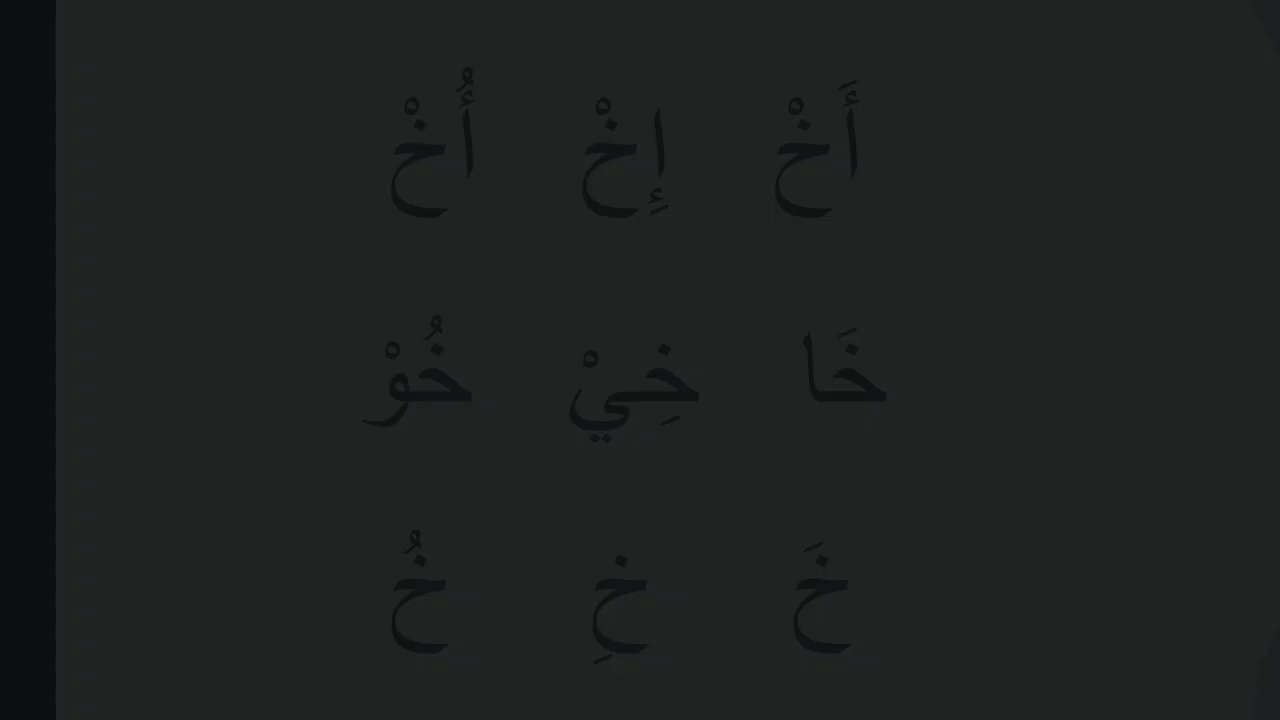 أَخْ إِخْ أُخْ
خَا خِيْ خُوْ
خَ خِ خُ